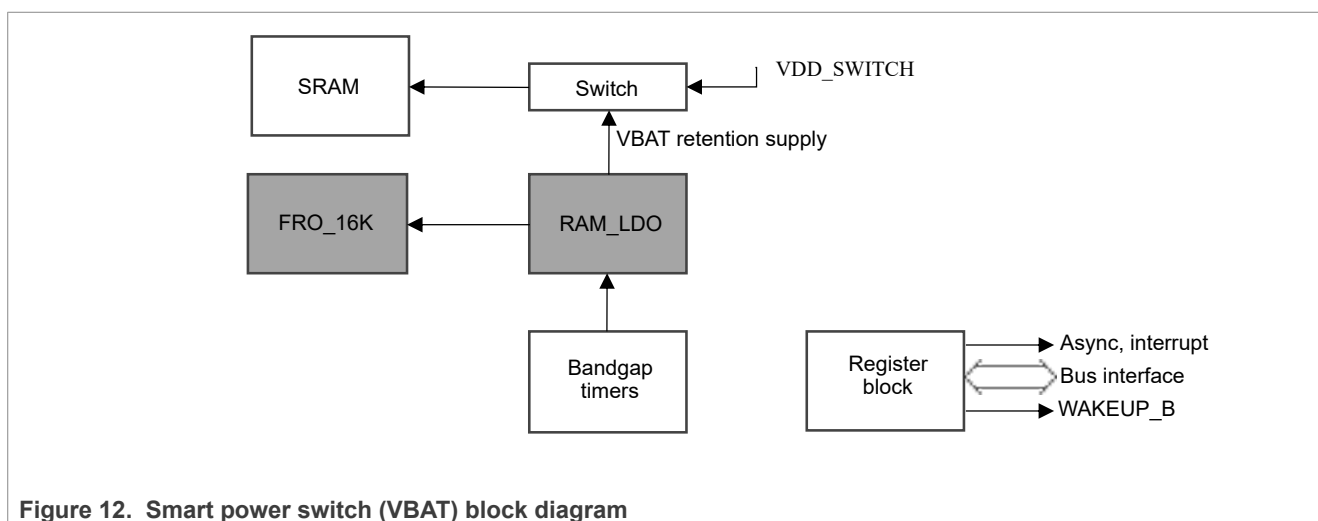 SRAM
Switch
VDD_SWITCH
VBAT retention supply
FRO_16K
RAM_LDO
Bandgap
timers
Register
block
Async, interrupt
Bus interface
WAKEUP_B
Figure 12. Smart power switch (VBAT) block diagram